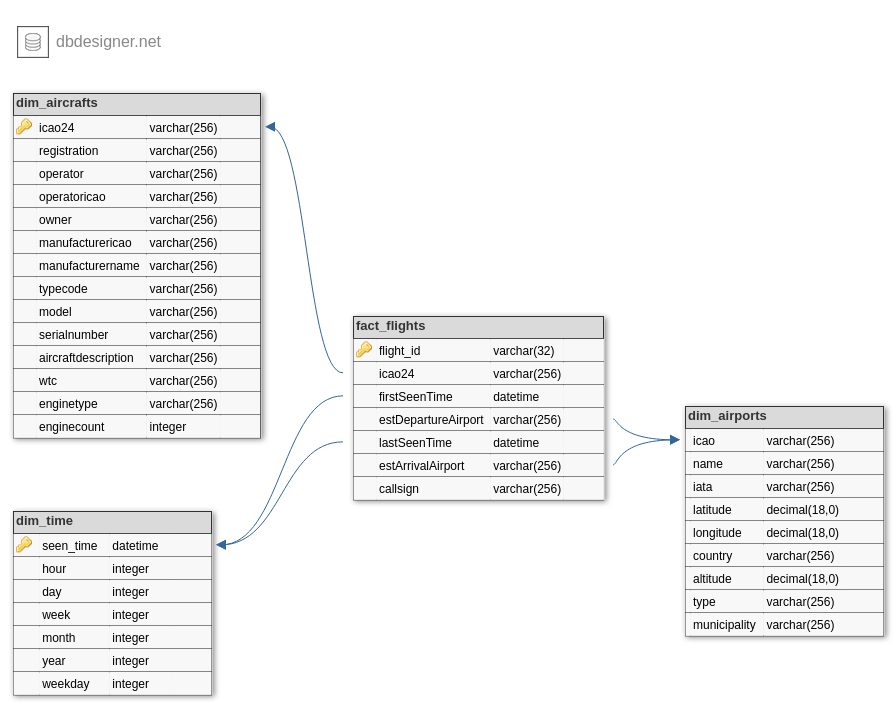 dbdesigner.net
dim_aircrafts
icao24 varchar(256)
registration varchar(256)
operator varchar(256)
operatoricao varchar(256)
owner varchar(256)
manufacturericao varchar(256)
manufacturername varchar(256)
typecode varchar(256)
model varchar(256)
serialnumber varchar(256)
aircraftdescription varchar(256)
wtc varchar(256)
enginetype varchar(256)
enginecount integer
fact_flights
flight_id varchar(32)
icao24 varchar(256)
firstSeenTime datetime
estDepartureAirport varchar(256)
lastSeenTime datetime
estArrivalAirport varchar(256)
callsign varchar(256)
dim_airports
icao varchar(256)
name varchar(256)
iata varchar(256)
latitude decimal(18,0)
longitude decimal(18,0)
country varchar(256)
altitude decimal(18,0)
type varchar(256)
municipality varchar(256)
dim_time
seen_time datetime
hour integer
day integer
week integer
month integer
year integer
weekday integer